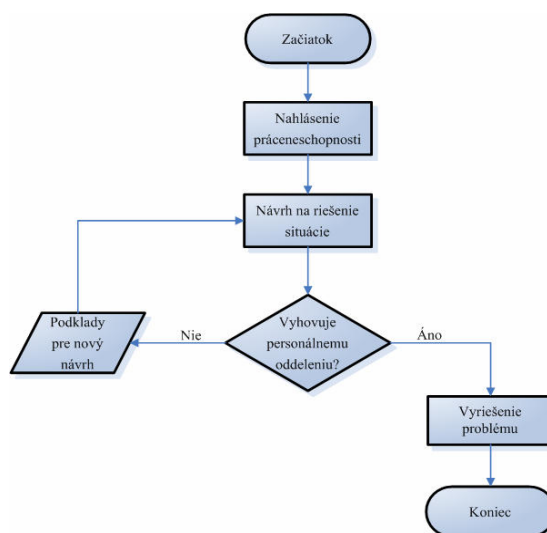 Začiatok
Nahlásenie
práceneschopnosti
Návrh na riešenie
situácie
Vyhovuje
personálnemu
oddeleniu?
Nie
Áno
Podklady
pre nový
návrh
Vyriešenie
problému
Koniec